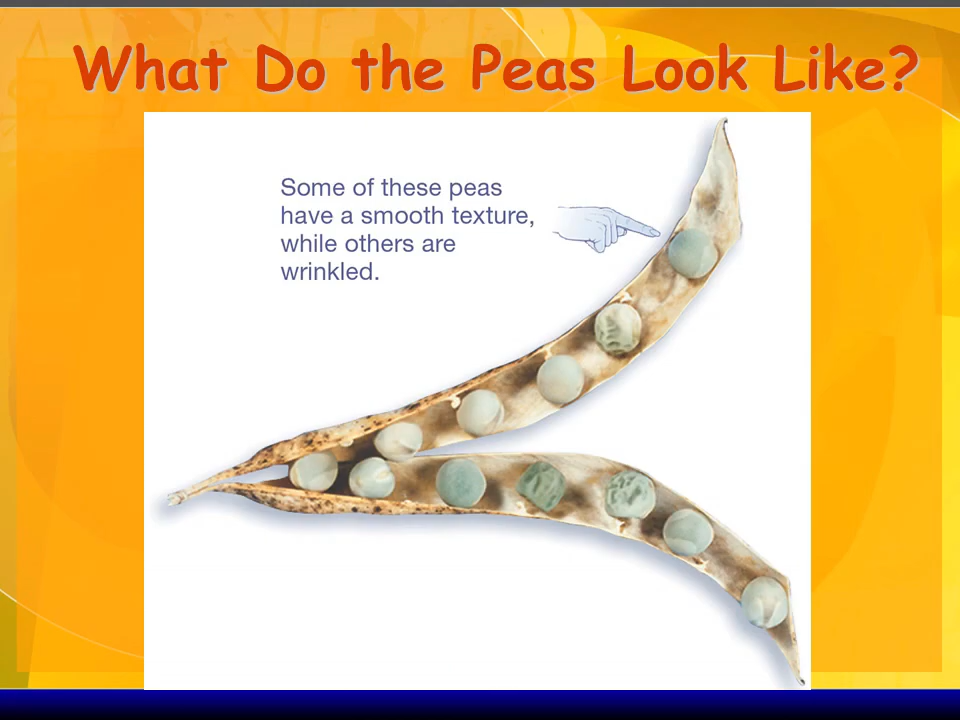 What Do the Peas Look Like?
Some of these peas
have a smooth texture,
while others are
wrinkled.